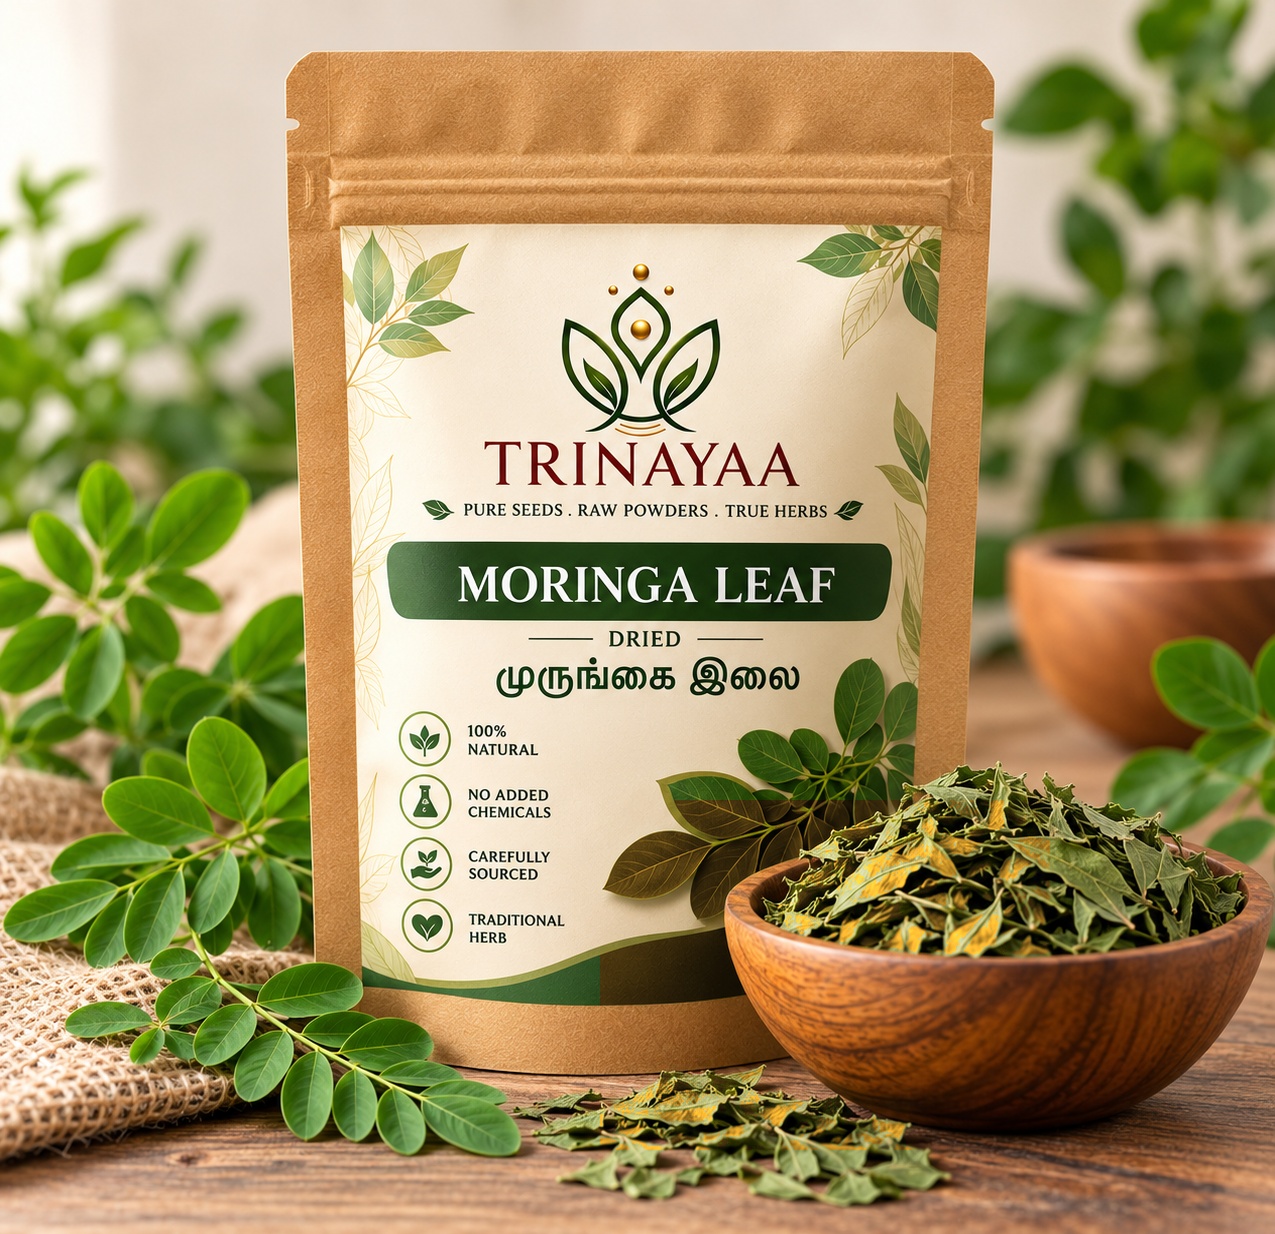 TRINAYAA
PURE SEEDS . RAW POWDERS . TRUE HERBS
MORINGA LEAF
DRIED
முருங்கை இலை
100%
NATURAL
NO ADDED
CHEMICALS
CAREFULLY
SOURCED
TRADITIONAL
HERB